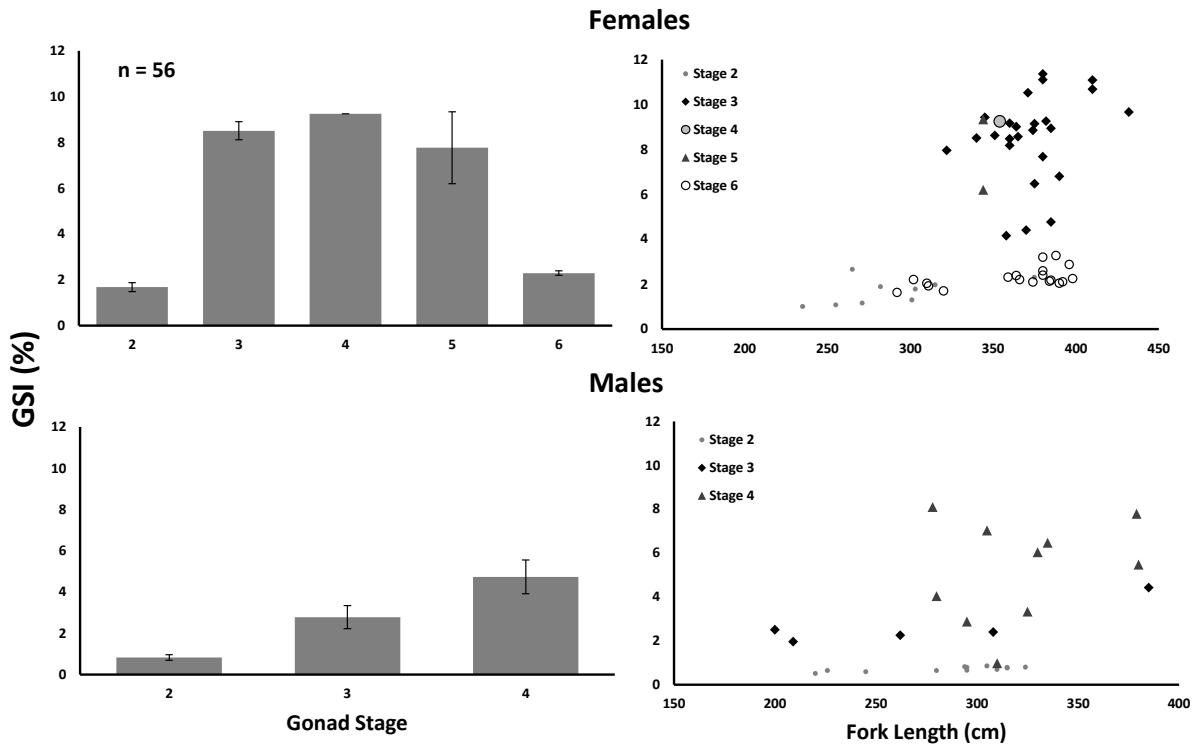 Females
n = 56
12
10
8
6
4
2
0
2 3 4 5 6
12
10
8
6
4
2
0
Stage 2
Stage 3
Stage 4
Stage 5
Stage 6
150 200 250 300 350 400 450
GSI (%)
Males
12
10
8
6
4
2
0
2 3 4
Gonad Stage
12
10
8
6
4
2
0
Stage 2
Stage 3
Stage 4
150 200 250 300 350 400
Fork Length (cm)